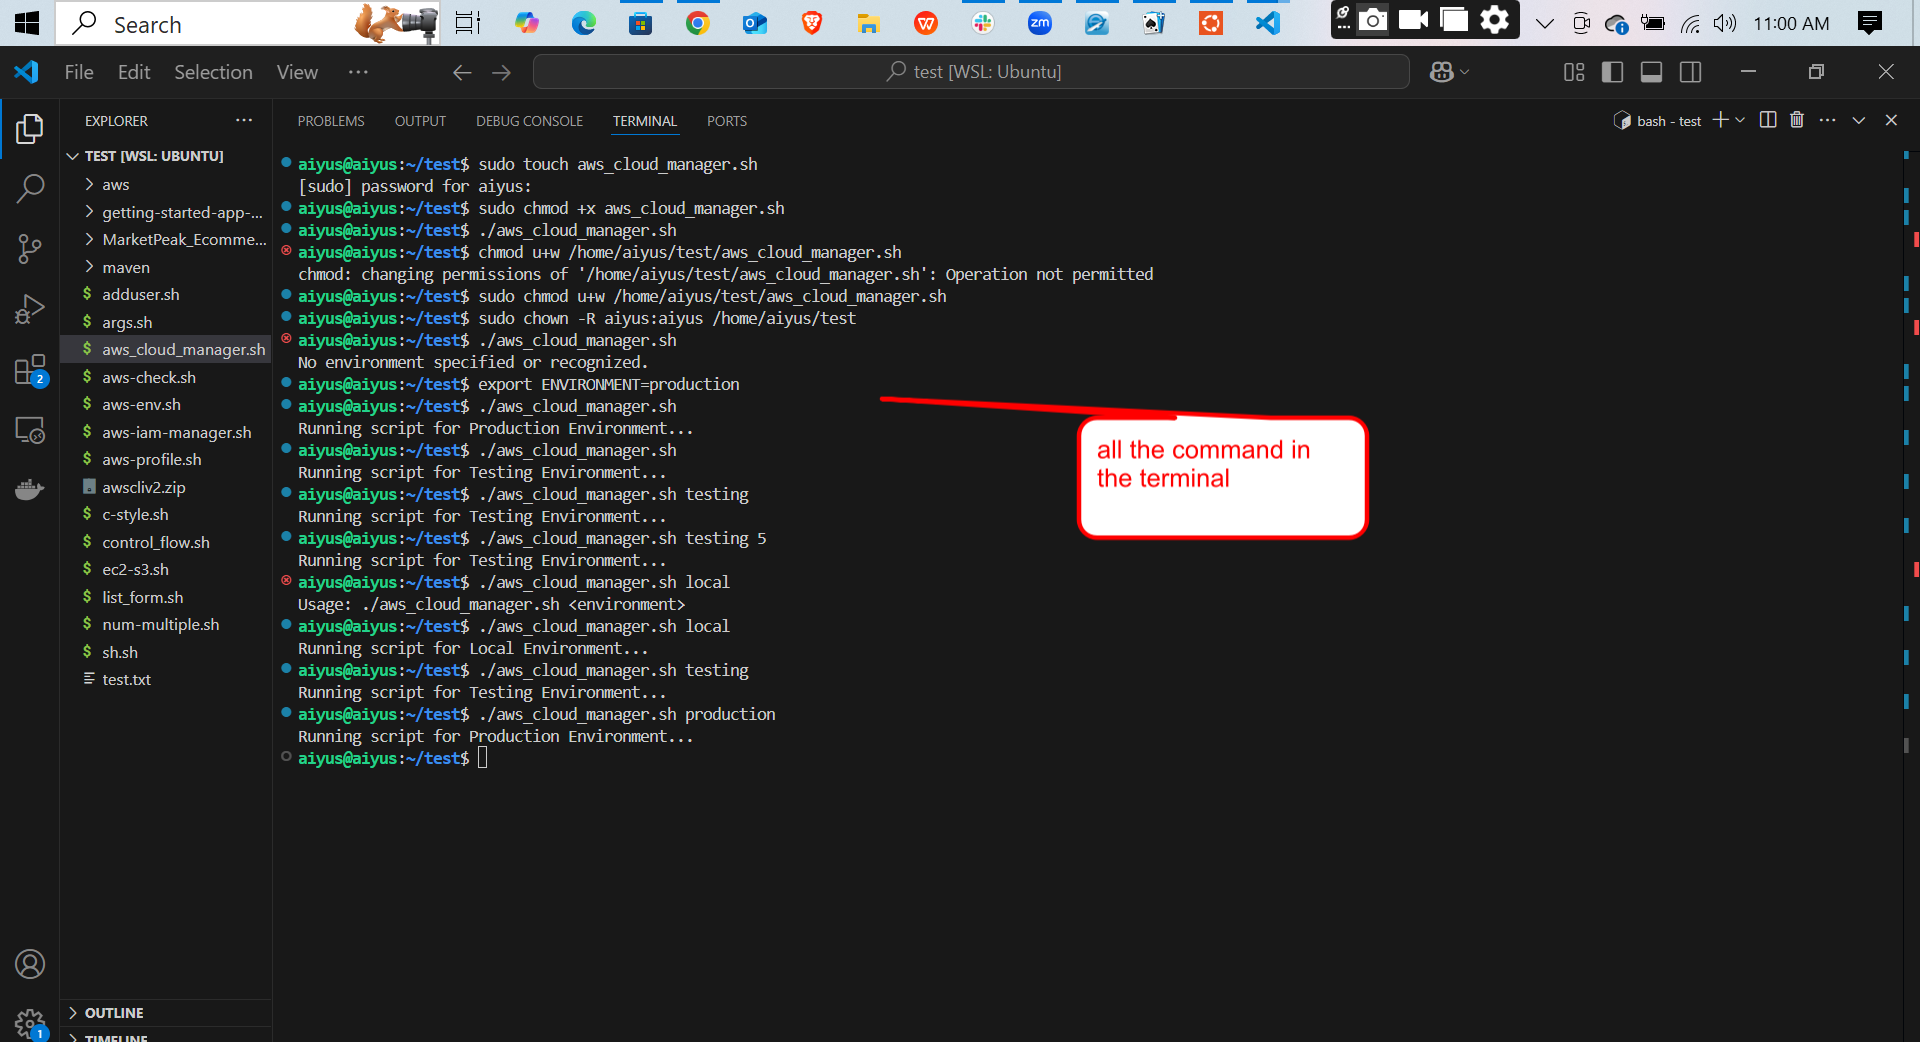 Search
11:00 AM
File Edit Selection View ···
test [WSL: Ubuntu]
EXPLORER ···
PROBLEMS OUTPUT DEBUG CONSOLE TERMINAL PORTS
bash - test
TEST [WSL: UBUNTU]
aws
getting-started-app-...
MarketPeak_Ecomme...
maven
$ adduser.sh
$ args.sh
$ aws_cloud_manager.sh
$ aws-check.sh
$ aws-env.sh
$ aws-iam-manager.sh
$ aws-profile.sh
awscliv2.zip
$ c-style.sh
$ control_flow.sh
$ ec2-s3.sh
$ list_form.sh
$ num-multiple.sh
$ sh.sh
test.txt
OUTLINE
TIMELINE
2
1
aiyus@aiyus:~/test$ sudo touch aws_cloud_manager.sh
[sudo] password for aiyus:
aiyus@aiyus:~/test$ sudo chmod +x aws_cloud_manager.sh
aiyus@aiyus:~/test$ ./aws_cloud_manager.sh
aiyus@aiyus:~/test$ chmod u+w /home/aiyus/test/aws_cloud_manager.sh
chmod: changing permissions of '/home/aiyus/test/aws_cloud_manager.sh': Operation not permitted
aiyus@aiyus:~/test$ sudo chmod u+w /home/aiyus/test/aws_cloud_manager.sh
aiyus@aiyus:~/test$ sudo chown -R aiyus:aiyus /home/aiyus/test
aiyus@aiyus:~/test$ ./aws_cloud_manager.sh
No environment specified or recognized.
aiyus@aiyus:~/test$ export ENVIRONMENT=production
aiyus@aiyus:~/test$ ./aws_cloud_manager.sh
Running script for Production Environment...
aiyus@aiyus:~/test$ ./aws_cloud_manager.sh
Running script for Testing Environment...
aiyus@aiyus:~/test$ ./aws_cloud_manager.sh testing
Running script for Testing Environment...
aiyus@aiyus:~/test$ ./aws_cloud_manager.sh testing 5
Running script for Testing Environment...
aiyus@aiyus:~/test$ ./aws_cloud_manager.sh local
Usage: ./aws_cloud_manager.sh <environment>
aiyus@aiyus:~/test$ ./aws_cloud_manager.sh local
Running script for Local Environment...
aiyus@aiyus:~/test$ ./aws_cloud_manager.sh testing
Running script for Testing Environment...
aiyus@aiyus:~/test$ ./aws_cloud_manager.sh production
Running script for Production Environment...
aiyus@aiyus:~/test$
all the command in
the terminal